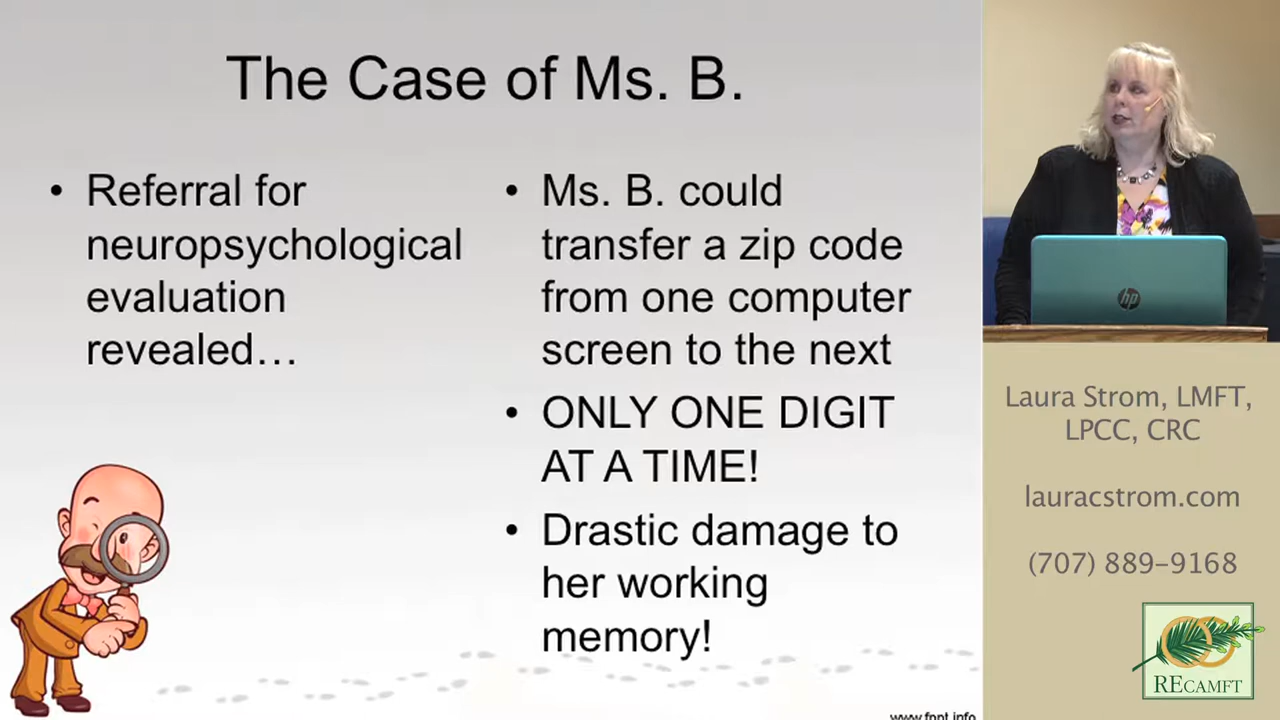 The Case of Ms. B.
• Referral for
neuropsychological
evaluation
revealed…
• Ms. B. could
transfer a zip code
from one computer
screen to the next
• ONLY ONE DIGIT
AT A TIME!
• Drastic damage to
her working
memory!
www.fppt.info
hp
Laura Strom, LMFT,
LPCC, CRC
lauracstrom.com
(707) 889-9168
RECAMFT